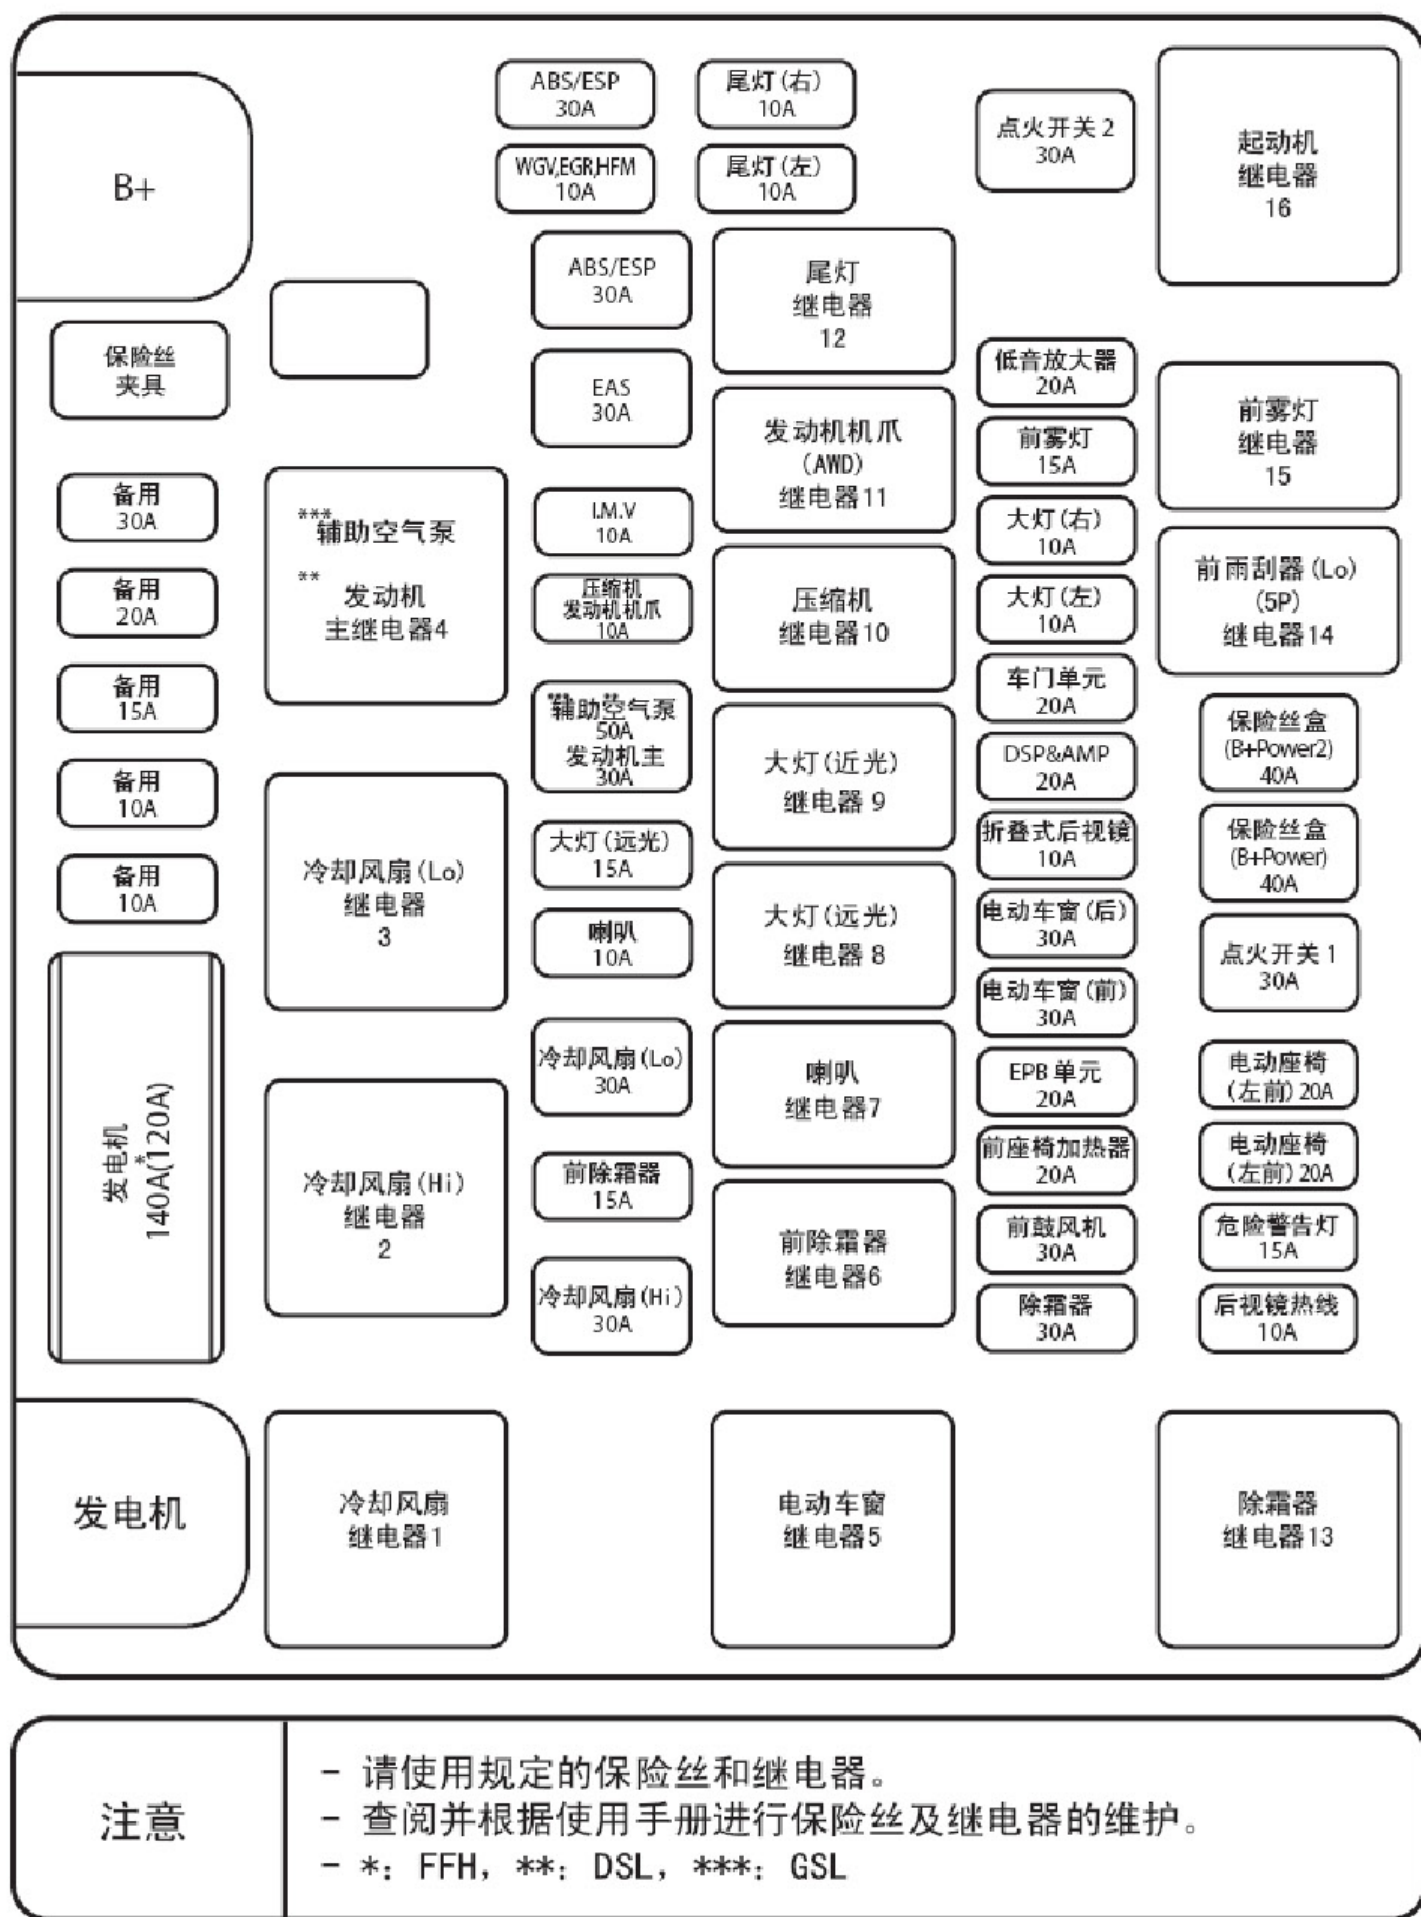 B+
保险丝
夹具
备用
30A
备用
20A
备用
15A
备用
10A
备用
10A
发电机
*
140A(120A)
发电机
***
辅助空气泵
**
发动机
主继电器4
冷却风扇(Lo)
继电器
3
冷却风扇(Hi)
继电器
2
冷却风扇
继电器1
ABS/ESP
30A
WGV,EGR,HFM
10A
ABS/ESP
30A
EAS
30A
I.M.V
10A
压缩机
发动机机爪
10A
辅助空气泵
50A
发动机主
30A
大灯(远光)
15A
喇叭
10A
冷却风扇(Lo)
30A
前除霜器
15A
冷却风扇(Hi)
30A
尾灯(右)
10A
尾灯(左)
10A
尾灯
继电器
12
发动机机爪
(AWD)
继电器11
压缩机
继电器10
大灯(近光)
继电器 9
大灯(远光)
继电器 8
喇叭
继电器7
前除霜器
继电器6
电动车窗
继电器5
点火开关 2
30A
低音放大器
20A
前雾灯
15A
大灯(右)
10A
大灯(左)
10A
车门单元
20A
DSP&AMP
20A
折叠式后视镜
10A
电动车窗(后)
30A
电动车窗(前)
30A
EPB 单元
20A
前座椅加热器
20A
前鼓风机
30A
除霜器
30A
起动机
继电器
16
前雾灯
继电器
15
前雨刮器(Lo)
(5P)
继电器14
保险丝盒
(B+Power2)
40A
保险丝盒
(B+Power)
40A
点火开关 1
30A
电动座椅
(左前) 20A
电动座椅
(左前) 20A
危险警告灯
15A
后视镜热线
10A
除霜器
继电器13
注意
- 请使用规定的保险丝和继电器。
- 查阅并根据使用手册进行保险丝及继电器的维护。
- *: FFH, **: DSL, ***: GSL